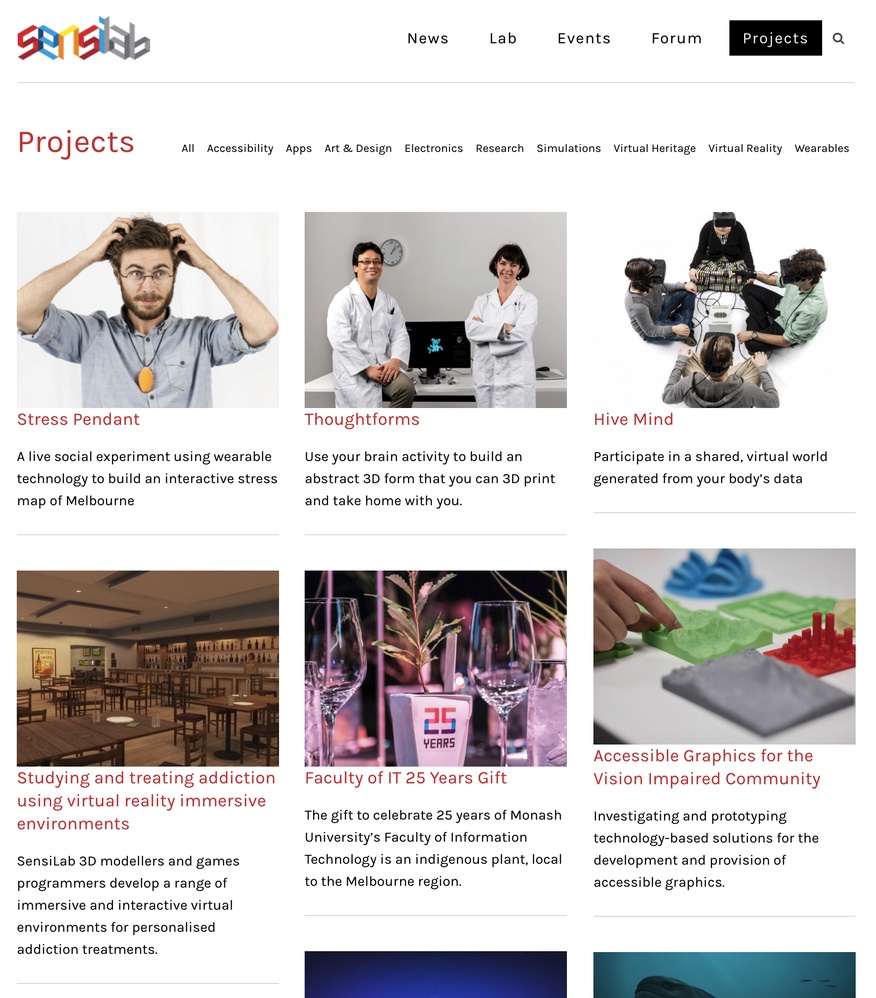 sensilab
News Lab Events Forum Projects
Projects
All Accessibility Apps Art & Design Electronics Research Simulations Virtual Heritage Virtual Reality Wearables
Stress Pendant
A live social experiment using wearable
technology to build an interactive stress
map of Melbourne
Thoughtforms
Use your brain activity to build an
abstract 3D form that you can 3D print
and take home with you.
Hive Mind
Participate in a shared, virtual world
generated from your body’s data
Studying and treating addiction
using virtual reality immersive
environments
SensiLab 3D modellers and games
programmers develop a range of
immersive and interactive virtual
environments for personalised
addiction treatments.
25
YEARS
Faculty of IT 25 Years Gift
The gift to celebrate 25 years of Monash
University’s Faculty of Information
Technology is an indigenous plant, local
to the Melbourne region.
Accessible Graphics for the
Vision Impaired Community
Investigating and prototyping
technology-based solutions for the
development and provision of
accessible graphics.